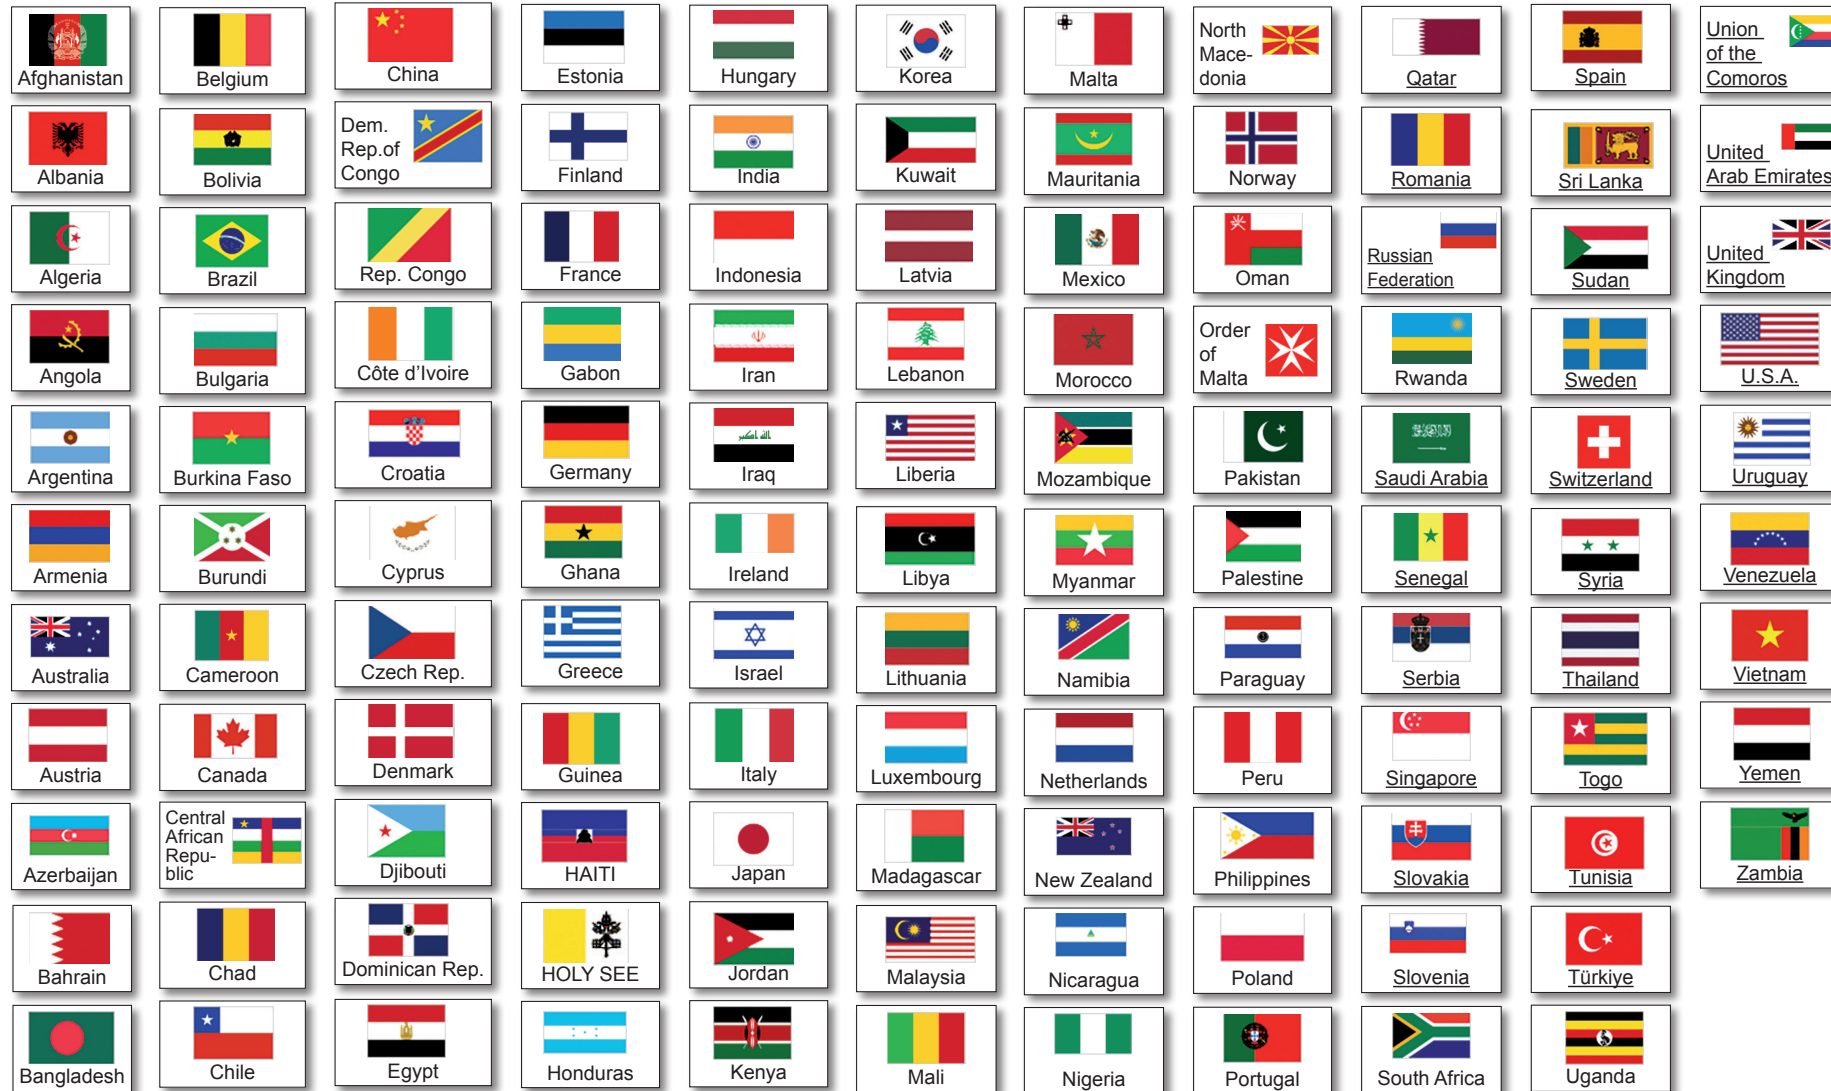 Afghanistan
Albania
Algeria
Angola
Argentina
Armenia
Australia
Austria
Azerbaijan
Bahrain
Bangladesh
Belgium
Bolivia
Brazil
Bulgaria
Burkina Faso
Burundi
Cameroon
Canada
Central
African
Repu-
blic
Chad
Chile
China
Dem.
Rep.of
Congo
Rep. Congo
Côte d'Ivoire
Croatia
Cyprus
Czech Rep.
Denmark
Djibouti
Dominican Rep.
Egypt
Estonia
Finland
France
Gabon
Germany
Ghana
Greece
Guinea
HAITI
HOLY SEE
Honduras
Hungary
India
Indonesia
Iran
Iraq
Ireland
Israel
Italy
Japan
Jordan
Kenya
Korea
Kuwait
Latvia
Lebanon
Liberia
Libya
Lithuania
Luxembourg
Madagascar
Malaysia
Mali
Malta
Mauritania
Mexico
Morocco
Mozambique
Myanmar
Namibia
Netherlands
New Zealand
Nicaragua
Nigeria
North
Mace-
donia
Norway
Oman
Order
of
Malta
Pakistan
Palestine
Paraguay
Peru
Philippines
Poland
Portugal
Qatar
Romania
Russian
Federation
Rwanda
Saudi Arabia
Senegal
Serbia
Singapore
Slovakia
Slovenia
South Africa
Spain
Sri Lanka
Sudan
Sweden
Switzerland
Syria
Thailand
Togo
Tunisia
Türkiye
Uganda
Union
of the
Comoros
United
Arab Emirates
United
Kingdom
U.S.A.
Uruguay
Venezuela
Vietnam
Yemen
Zambia